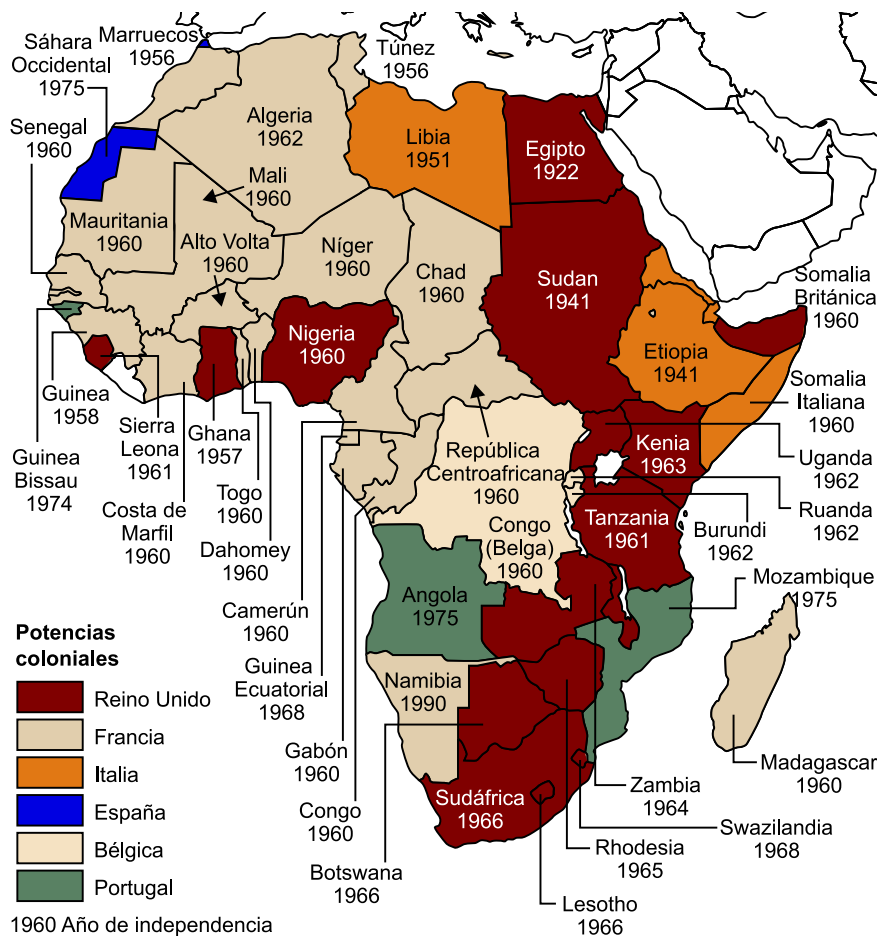 Marruecos
1956
Sáhara
Occidental
1975
Túnez
1956
Senegal
1960
Algeria
1962
Libia
1951
Egipto
1922
Mali
1960
Mauritania
1960
Alto Volta
1960
Níger
1960
Chad
1960
Sudan
1941
Somalia
Británica
1960
Nigeria
1960
Etiopia
1941
Guinea
1958
Somalia
Italiana
1960
Sierra
Leona
1961
Ghana
1957
Guinea
Bissau
1974
República
Centroafricana
1960
Kenia
1963
Uganda
1962
Costa de
Marfil
1960
Togo
1960
Dahomey
1960
Congo
(Belga)
1960
Tanzania
1961
Burundi
1962
Ruanda
1962
Camerún
1960
Angola
1975
Mozambique
1975
Guinea
Ecuatorial
1968
Namibia
1990
Gabón
1960
Congo
1960
Sudáfrica
1966
Botswana
1966
Madagascar
1960
Zambia
1964
Swazilandia
1968
Rhodesia
1965
Lesotho
1966
Potencias
coloniales
Reino Unido
Francia
Italia
España
Bélgica
Portugal
1960 Año de independencia